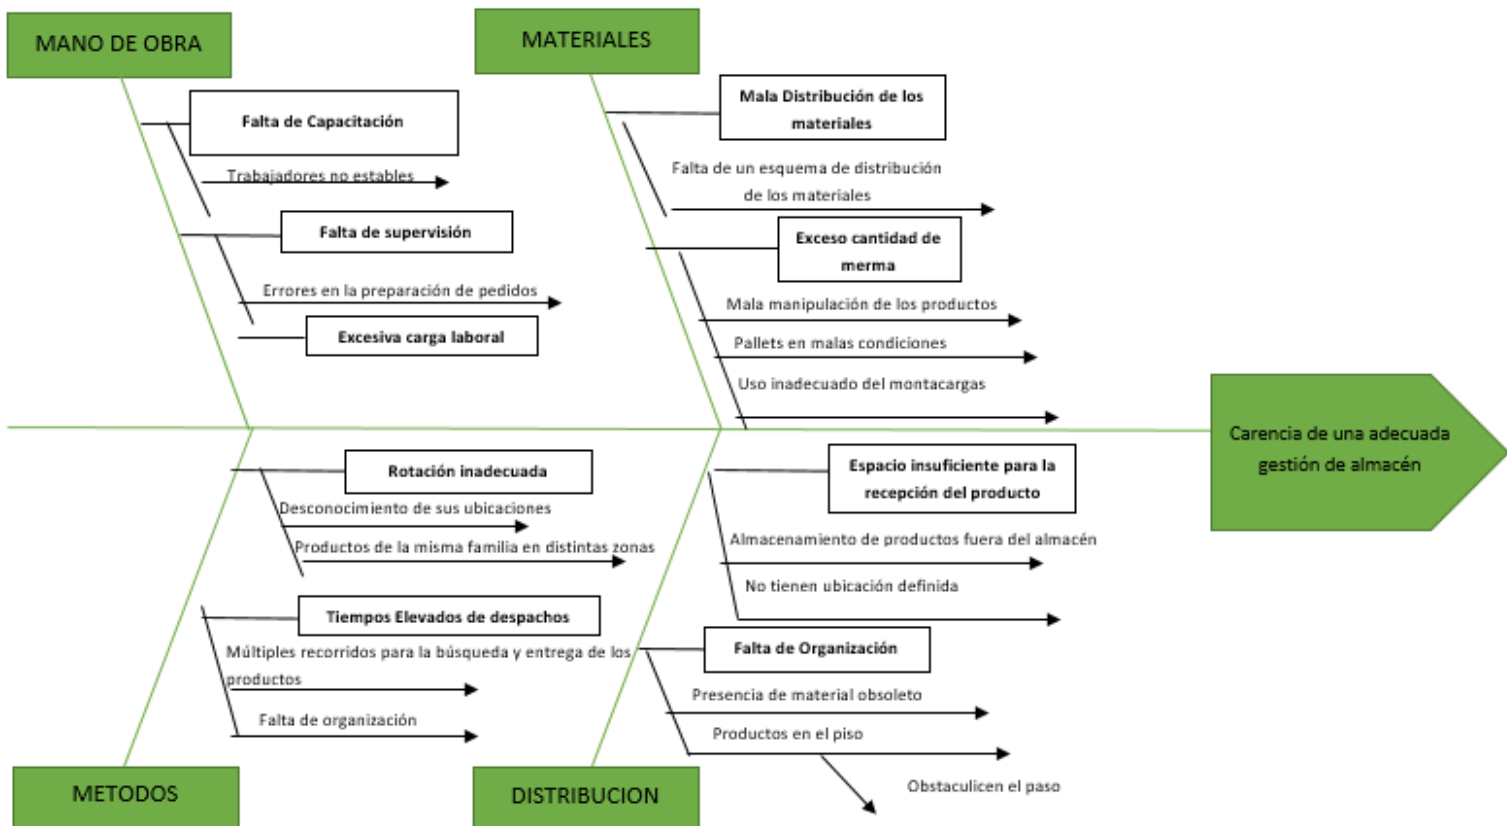 MANO DE OBRA
Falta de Capacitación
Trabajadores no estables
Falta de supervisión
Errores en la preparación de pedidos
Excesiva carga laboral
MATERIALES
Mala Distribución de los
materiales
Falta de un esquema de distribución
de los materiales
Exceso cantidad de
merma
Mala manipulación de los productos
Pallets en malas condiciones
Uso inadecuado del montacargas
Carencia de una adecuada
gestión de almacén
Rotación inadecuada
Desconocimiento de sus ubicaciones
Productos de la misma familia en distintas zonas
Tiempos Elevados de despachos
Múltiples recorridos para la búsqueda y entrega de los
productos
Falta de organización
METODOS
Espacio insuficiente para la
recepción del producto
Almacenamiento de productos fuera del almacén
No tienen ubicación definida
Falta de Organización
Presencia de material obsoleto
Productos en el piso
Obstaculicen el paso
DISTRIBUCION